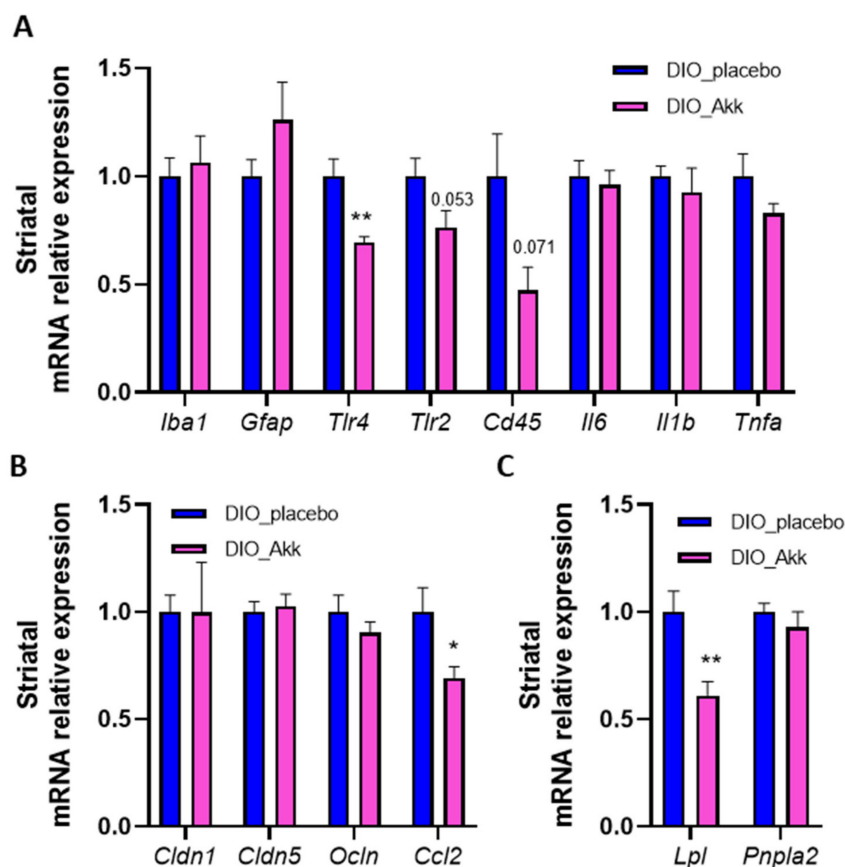 A
Striatal
mRNA relative expression
1.5
1.0
0.5
0.0
DIO_placebo
DIO_Akk
**
0.053
0.071
Iba1 Gfap Tlr4 Tlr2 Cd45 Il6 Il1b Tnfa
B
Striatal
mRNA relative expression
1.5
1.0
0.5
0.0
DIO_placebo
DIO_Akk
*
Cldn1 Cldn5 Ocln Ccl2
C
Striatal
mRNA relative expression
1.5
1.0
0.5
0.0
DIO_placebo
DIO_Akk
**
Lpl Pnpla2